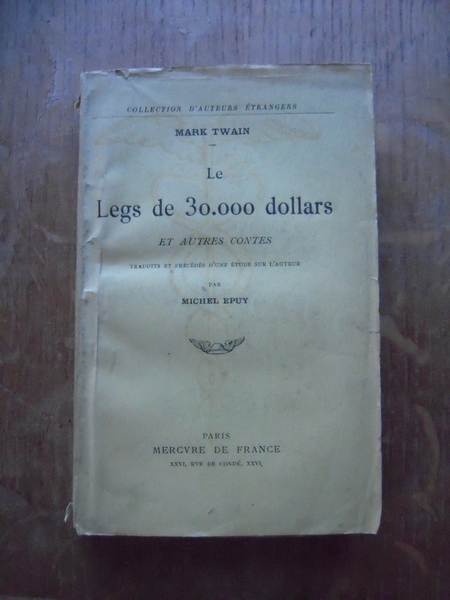 COLLECTION D'AUTEURS ÉTRANGERS
MARK TWAIN
Le
Legs de 30.000 dollars
ET AUTRES CONTES
TRADUITS ET PRÉCÉDÉS D'UNE ÉTUDE SUR L'AUTEUR
PAR
MICHEL EPUY
PARIS
MERCVRE DE FRANCE
XXVI, RVE DE CONDÉ, XXVI